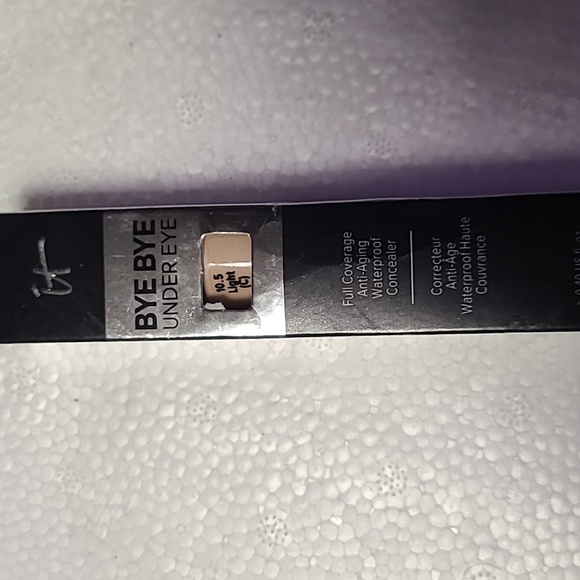 it
BYE BYE
UNDER EYE
10.5
Light
(C)
Full Coverage
Anti-Aging
Waterproof
Concealer
Correcteur
Anti-Âge
Waterproof Haute
Couvrance